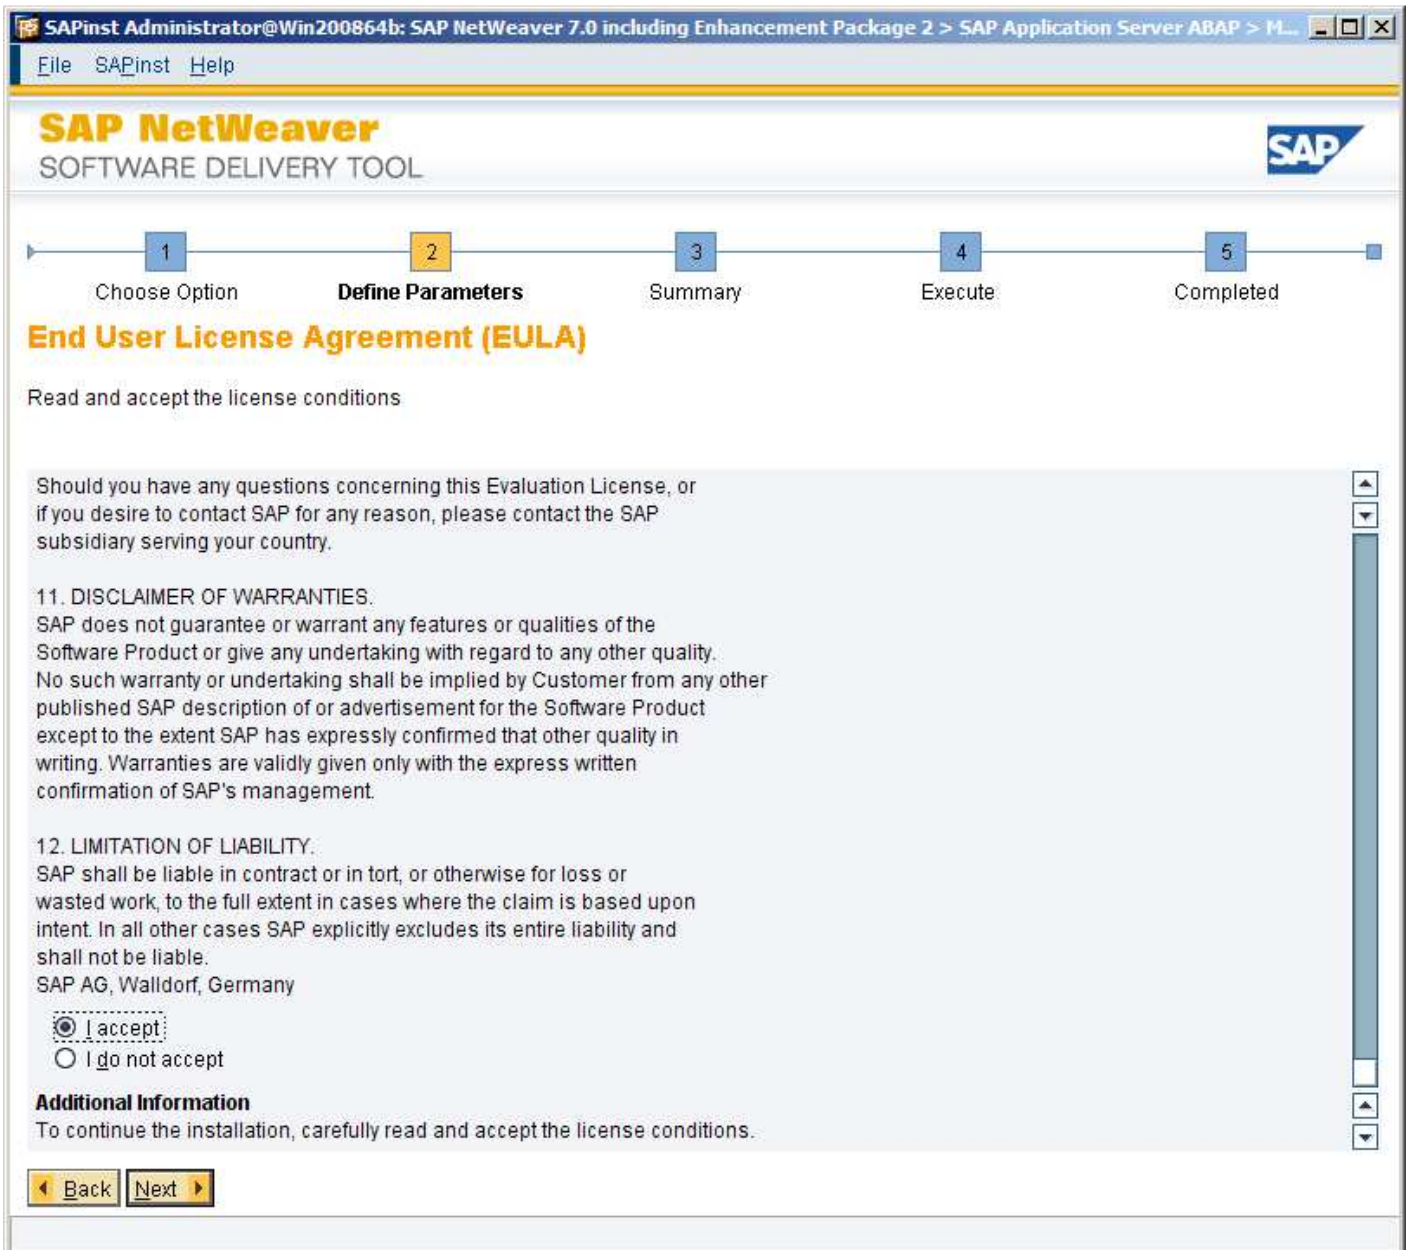 SAPinst Administrator@Win200864b: SAP NetWeaver 7.0 including Enhancement Package 2 > SAP Application Server ABAP > M...
File SAPinst Help
SAP NetWeaver
SOFTWARE DELIVERY TOOL
SAP
1 2 3 4 5
Choose Option Define Parameters Summary Execute Completed
End User License Agreement (EULA)
Read and accept the license conditions
Should you have any questions concerning this Evaluation License, or
if you desire to contact SAP for any reason, please contact the SAP
subsidiary serving your country.
11. DISCLAIMER OF WARRANTIES.
SAP does not guarantee or warrant any features or qualities of the
Software Product or give any undertaking with regard to any other quality.
No such warranty or undertaking shall be implied by Customer from any other
published SAP description of or advertisement for the Software Product
except to the extent SAP has expressly confirmed that other quality in
writing. Warranties are validly given only with the express written
confirmation of SAP's management.
12. LIMITATION OF LIABILITY.
SAP shall be liable in contract or in tort, or otherwise for loss or
wasted work, to the full extent in cases where the claim is based upon
intent. In all other cases SAP explicitly excludes its entire liability and
shall not be liable.
SAP AG, Walldorf, Germany
I accept
I do not accept
Additional Information
To continue the installation, carefully read and accept the license conditions.
Back Next